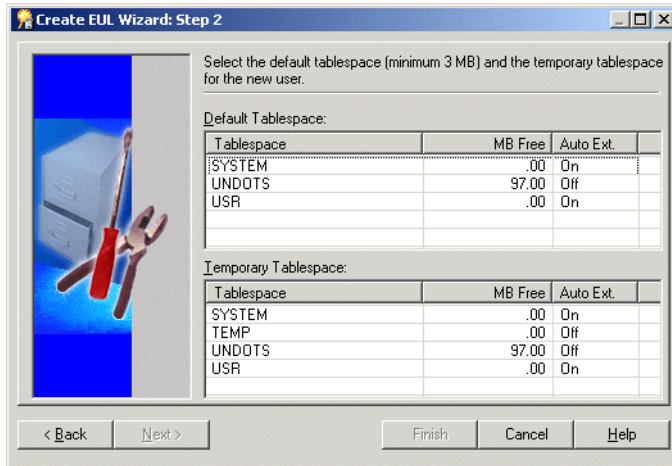 Create EUL Wizard: Step 2
Select the default tablespace (minimum 3 MB) and the temporary tablespace
for the new user.
Default Tablespace:
Tablespace MB Free Auto Ext.
SYSTEM .00 On
UNDOTS 97.00 Off
USR .00 On
Temporary Tablespace:
Tablespace MB Free Auto Ext.
SYSTEM .00 On
TEMP .00 Off
UNDOTS 97.00 Off
USR .00 On
< Back Next > Finish Cancel Help